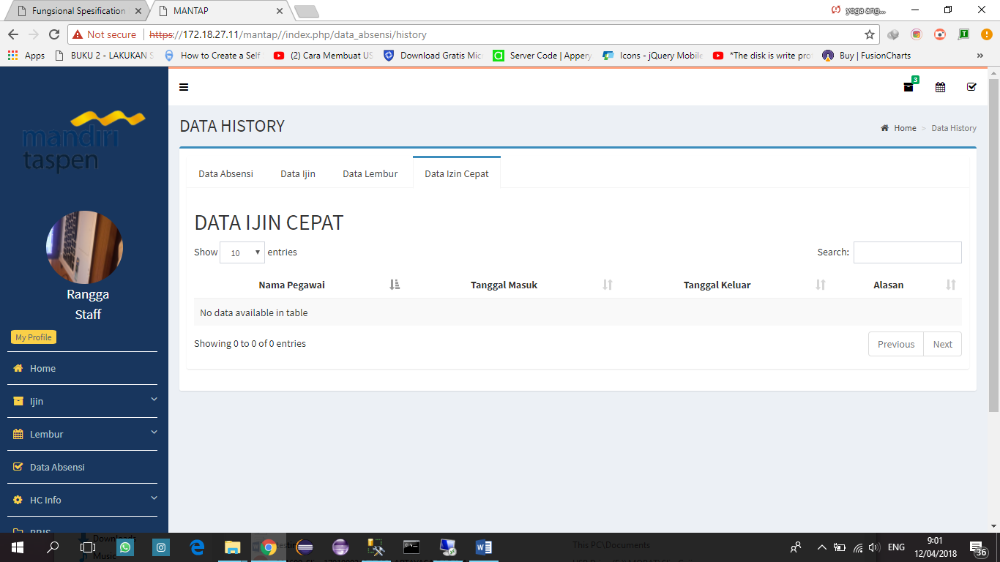 Fungsional Spesification
MANTAP
yoga ang...
Not secure
https://172.18.27.11/mantap//index.php/data_absensi/history
Apps
BUKU 2 - LAKUKAN S
How to Create a Self
(2) Cara Membuat US
Download Gratis Mic
Server Code | Appery
Icons - jQuery Mobile
*The disk is write pro
Buy | FusionCharts
»
mandiri
taspen
Rangga
Staff
My Profile
Home
Ijin
Lembur
Data Absensi
HC Info
3
DATA HISTORY
Home > Data History
Data Absensi
Data Ijin
Data Lembur
Data Izin Cepat
DATA IJIN CEPAT
Show 10 entries
Search:
Nama Pegawai
Tanggal Masuk
Tanggal Keluar
Alasan
No data available in table
Showing 0 to 0 of 0 entries
Previous
Next
Downloads
Music
This PC\Documents
ENG
9:01
12/04/2018
36